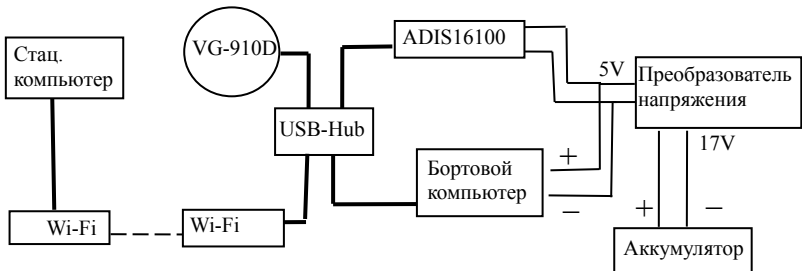 Стац.
компьютер
VG-910D
ADIS16100
5V
Преобразователь
напряжения
USB-Hub
17V
Бортовой
компьютер
+
−
Wi-Fi
Wi-Fi
+
−
Аккумулятор